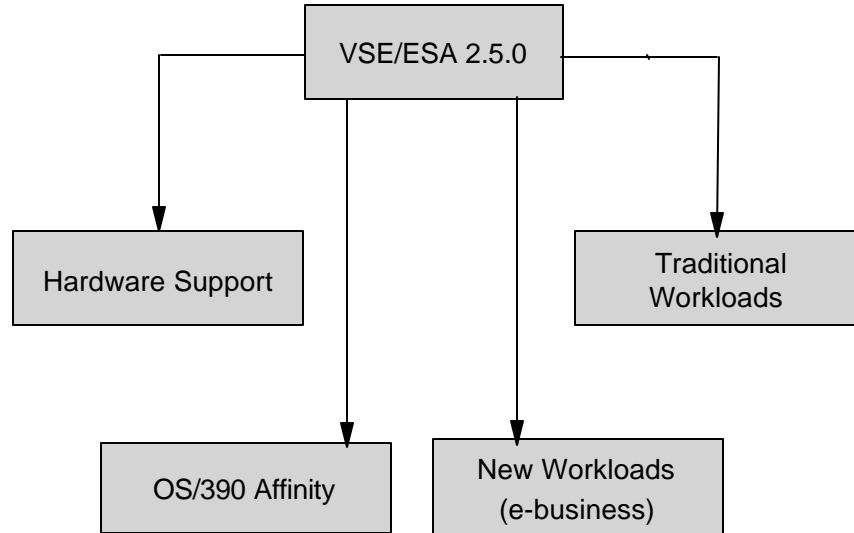 VSE/ESA 2.5.0
Hardware Support
Traditional
Workloads
OS/390 Affinity
New Workloads
(e-business)